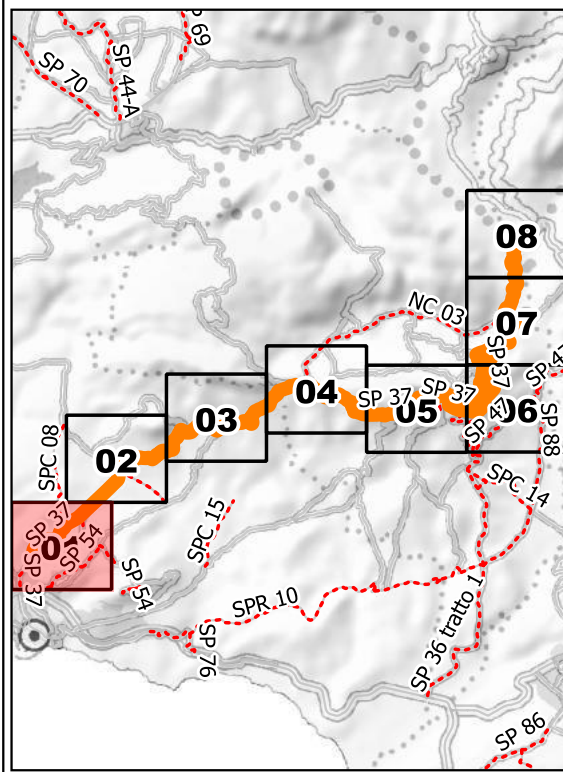 SP 70
SP 44-A
69
08
NC 03
07
SP 37
SP 4
04
SP 37
SP 37
05
06
SP 47
SP 88
03
SPC 08
02
SPC 14
SP 37
SP 54
SP 37
SPC 15
SP 54
SPR 10
SP 76
SP 36 tratto 1
SP 86